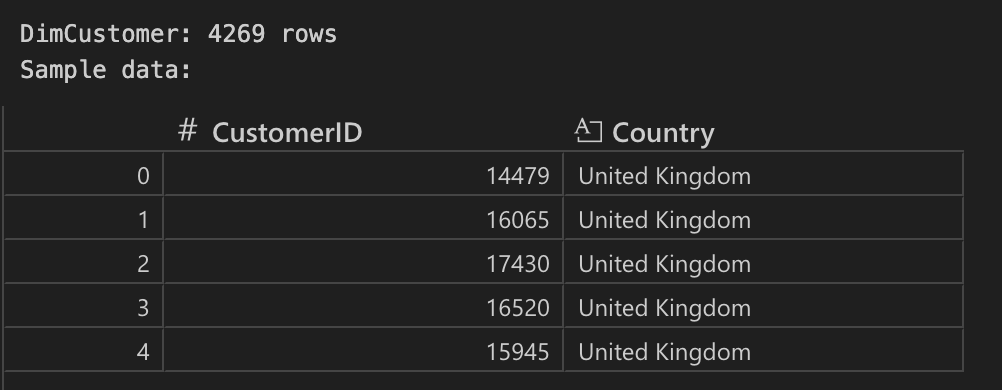 DimCustomer: 4269 rows
Sample data:
# CustomerID Country
0 14479 United Kingdom
1 16065 United Kingdom
2 17430 United Kingdom
3 16520 United Kingdom
4 15945 United Kingdom